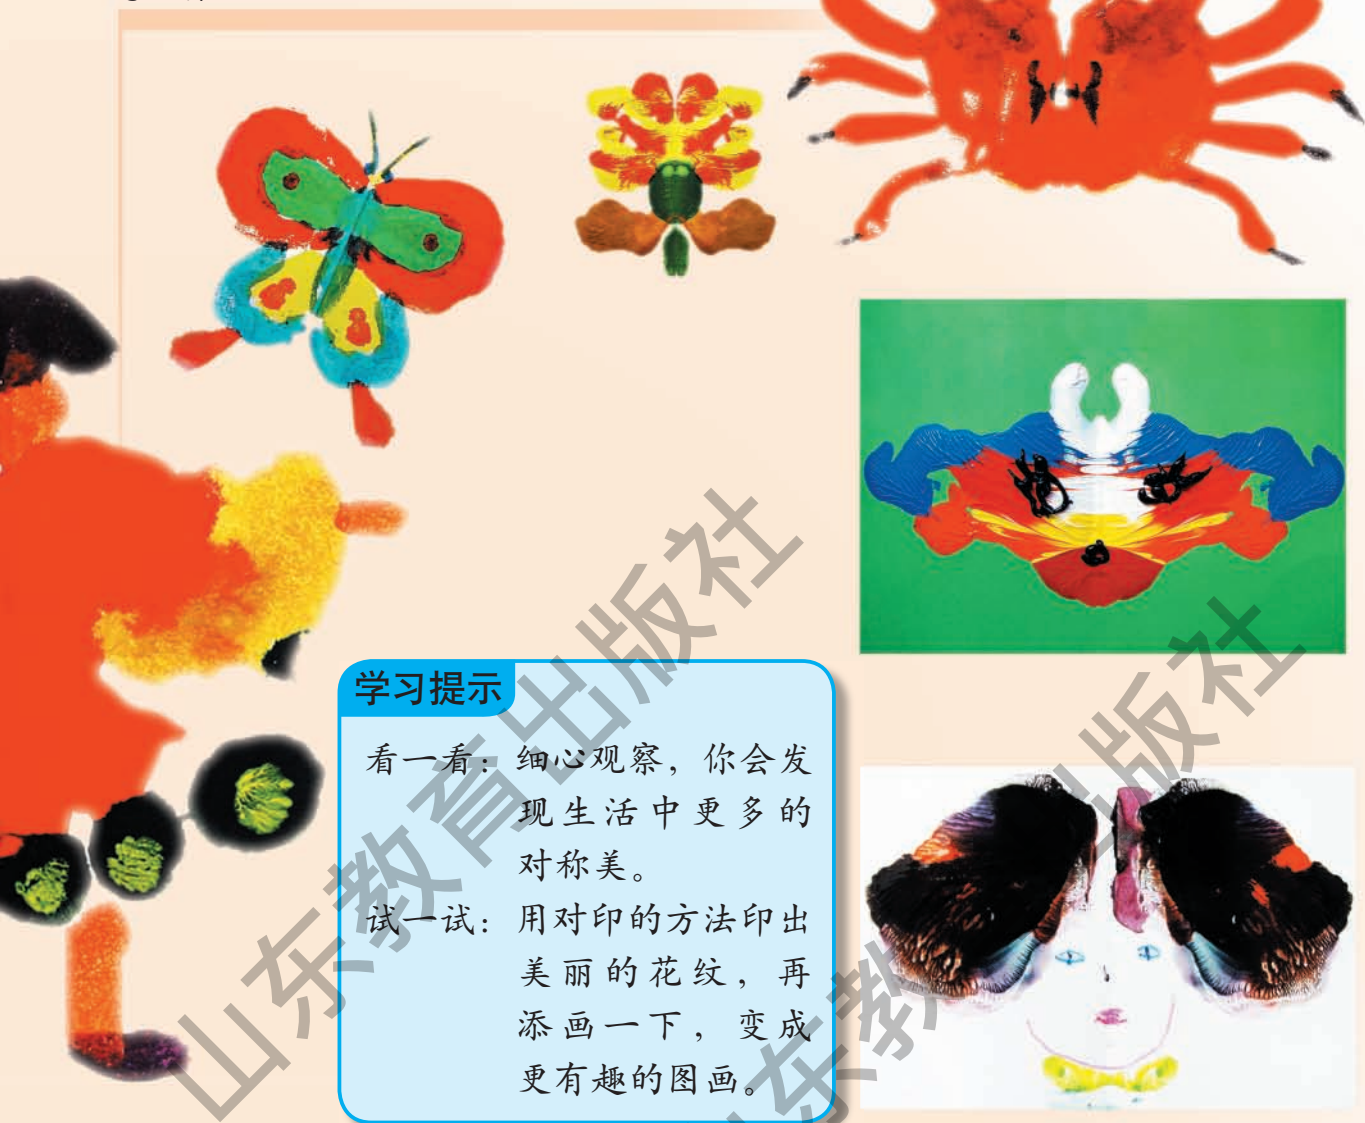 学习提示
看一看：细心观察，你会发
现生活中更多的
对称美。
试一试：用对印的方法印出
美丽的花纹，再
添画一下，变成
更有趣的图画。
山东教育出版社
山东教
出版社